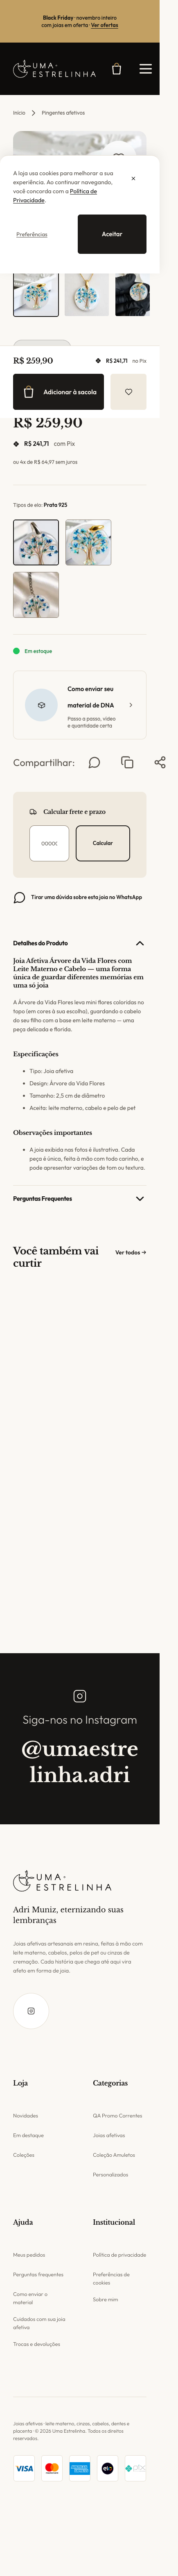 Black Friday · novembro inteiro
com joias em oferta · Ver ofertas
UMA
ESTRELINHA
Início > Pingentes afetivos
A loja usa cookies para melhorar a sua
experiência. Ao continuar navegando,
você concorda com a Política de
Privacidade.
Preferências
Aceitar
R$ 259,90
R$ 241,71 no Pix
Adicionar à sacola
R$ 259,90
R$ 241,71 com Pix
ou 4x de R$ 64,97 sem juros
Tipos de elo: Prata 925
Em estoque
Como enviar seu
material de DNA
Passo a passo, vídeo
e quantidade certa
Compartilhar:
Calcular frete e prazo
Calcular
Tirar uma dúvida sobre esta joia no WhatsApp
Detalhes do Produto
Joia Afetiva Árvore da Vida Flores com
Leite Materno e Cabelo — uma forma
única de guardar diferentes memórias em
uma só joia
A Árvore da Vida Flores leva mini flores coloridas no
topo (em cores à sua escolha), guardando o cabelo
do seu filho com a base em leite materno — uma
peça delicada e florida.
Especificações
Tipo: Joia afetiva
Design: Árvore da Vida Flores
Tamanho: 2,5 cm de diâmetro
Aceita: leite materno, cabelo e pelo de pet
Observações importantes
A joia exibida nas fotos é ilustrativa. Cada
peça é única, feita à mão com todo carinho, e
pode apresentar variações de tom ou textura.
Perguntas Frequentes
Você também vai
curtir
Ver todos →
Siga-nos no Instagram
@umaestre
linha.adri
UMA
ESTRELINHA
Adri Muniz, eternizando suas
lembranças
Joias afetivas artesanais em resina, feitas à mão com
leite materno, cabelos, pelos de pet ou cinzas de
cremação. Cada história que chega até aqui vira
afeto em forma de joia.
Loja
Categorias
Novidades
QA Promo Correntes
Em destaque
Joias afetivas
Coleções
Coleção Amuletos
Personalizados
Ajuda
Institucional
Meus pedidos
Política de privacidade
Perguntas frequentes
Preferências de
cookies
Como enviar o
material
Sobre mim
Cuidados com sua joia
afetiva
Trocas e devoluções
Joias afetivas · leite materno, cinzas, cabelos, dentes e
placenta · © 2026 Uma Estrelinha. Todos os direitos
reservados.
VISA
mastercard
AMERICAN EXPRESS
elo
pix